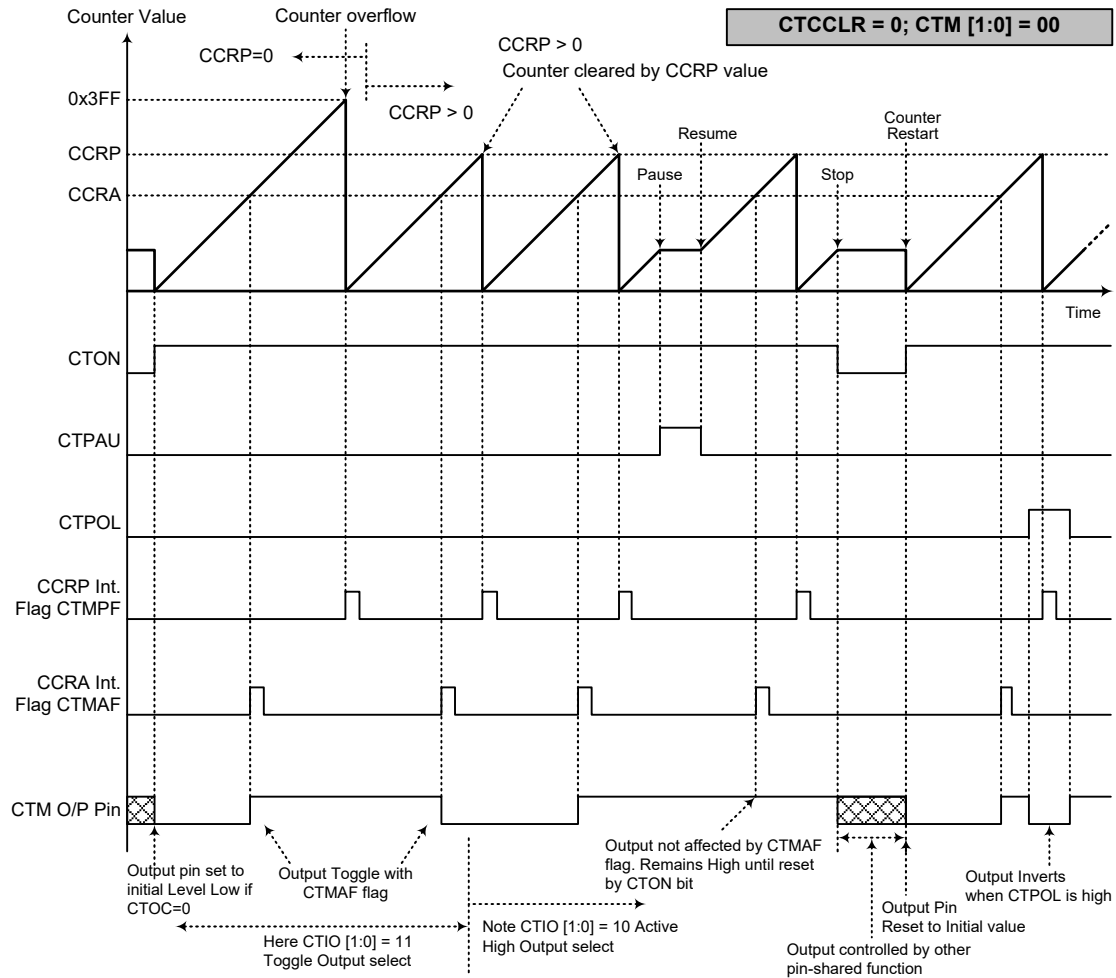 Counter Value
Counter overflow
CTCCLR = 0; CTM [1:0] = 00
CCRP=0
CCRP > 0
CCRP > 0
Counter cleared by CCRP value
0x3FF
CCRP
CCRA
Pause
Resume
Stop
Counter
Restart
Time
CTON
CTPAU
CTPOL
CCRP Int.
Flag CTMPF
CCRA Int.
Flag CTMAF
CTM O/P Pin
Output pin set to
initial Level Low if
CTOC=0
Output Toggle with
CTMAF flag
Here CTIO [1:0] = 11
Toggle Output select
Note CTIO [1:0] = 10 Active
High Output select
Output not affected by CTMAF
flag. Remains High until reset
by CTON bit
Output controlled by other
pin-shared function
Output Pin
Reset to Initial value
Output Inverts
when CTPOL is high